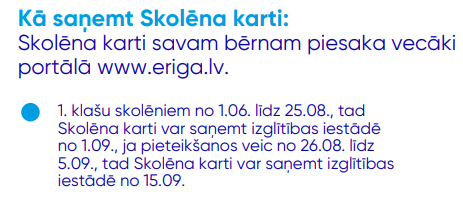 Kā saņemt Skolēna karti:
Skolēna karti savam bērnam piesaka vecāki
portālā www.eriga.lv.
1. klašu skolēniem no 1.06. līdz 25.08., tad
Skolēna karti var saņemt izglītības iestādē
no 1.09., ja pieteikšanos veic no 26.08. līdz
5.09., tad Skolēna karti var saņemt izglītības
iestādē no 15.09.